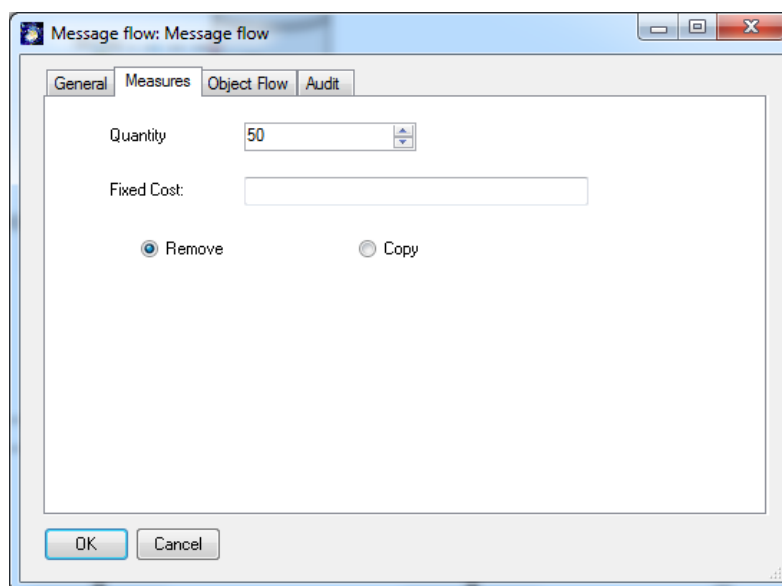 Message flow: Message flow
General Measures Object Flow Audit
Quantity 50
Fixed Cost:
Remove Copy
OK Cancel